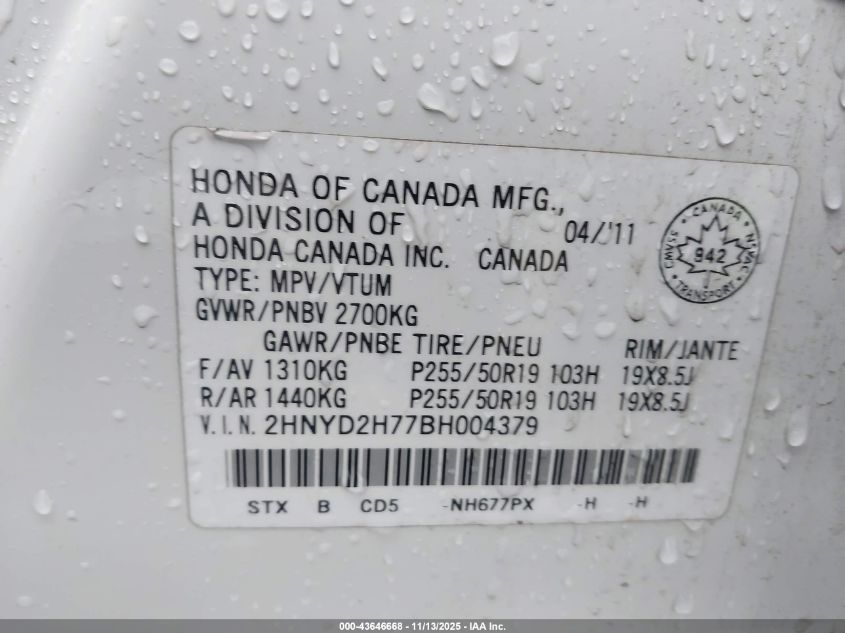 HONDA OF CANADA MFG.,
A DIVISION OF
HONDA CANADA INC. CANADA 04/'11
TYPE: MPV/VTUM
GVWR/PNBV 2700KG
GAWR/PNBE TIRE/PNEU RIM/JANTE
F/AV 1310KG P255/50R19 103H 19X8.5J
R/AR 1440KG P255/50R19 103H 19X8.5J
V.I.N. 2HNYD2H77BH004379
STX B CD5 -NH677PX -H -H
CANADA
942
TRANSPORT
000-43646668 - 11/13/2025 - IAA Inc.